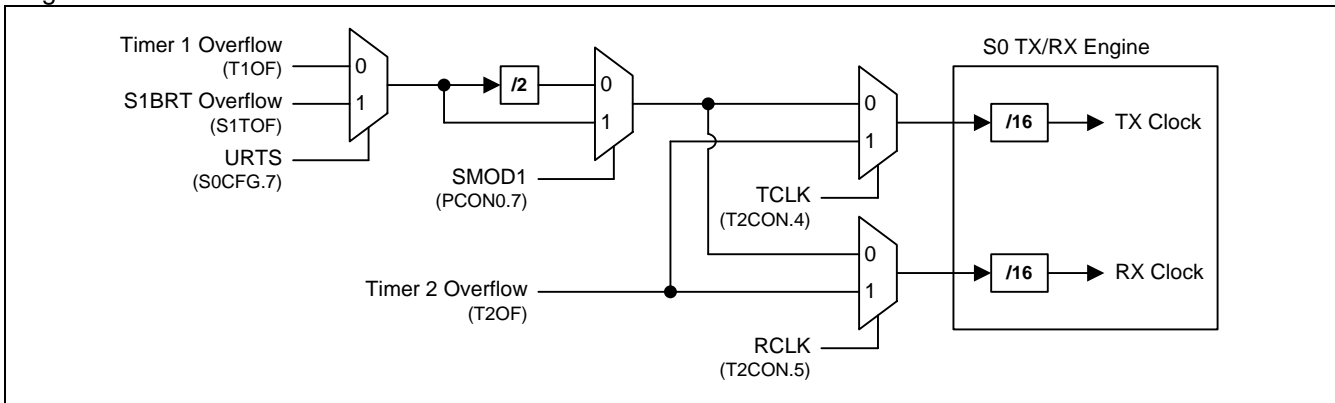 Timer 1 Overflow
(T1OF)
S1BRT Overflow
(S1TOF)
URTS
(S0CFG.7)
0
1
/2
0
1
SMOD1
(PCON0.7)
0
1
TCLK
(T2CON.4)
Timer 2 Overflow
(T2OF)
0
1
RCLK
(T2CON.5)
S0 TX/RX Engine
/16
TX Clock
/16
RX Clock